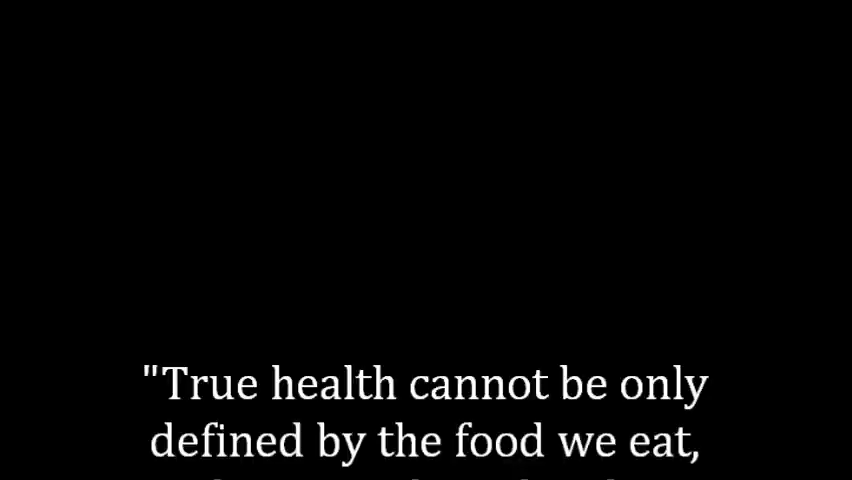 "True health cannot be only
defined by the food we eat,